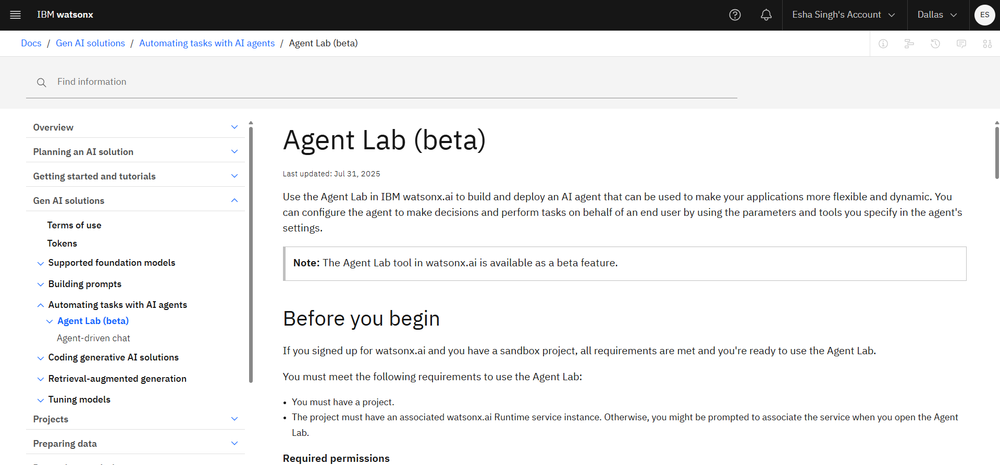 IBM watsonx
Esha Singh's Account
Dallas
ES
Docs / Gen AI solutions / Automating tasks with AI agents / Agent Lab (beta)
Find information
Overview
Planning an AI solution
Getting started and tutorials
Gen AI solutions
Terms of use
Tokens
Supported foundation models
Building prompts
Automating tasks with AI agents
Agent Lab (beta)
Agent-driven chat
Coding generative AI solutions
Retrieval-augmented generation
Tuning models
Projects
Preparing data
Agent Lab (beta)
Last updated: Jul 31, 2025
Use the Agent Lab in IBM watsonx.ai to build and deploy an AI agent that can be used to make your applications more flexible and dynamic. You
can configure the agent to make decisions and perform tasks on behalf of an end user by using the parameters and tools you specify in the agent's
settings.
Note: The Agent Lab tool in watsonx.ai is available as a beta feature.
Before you begin
If you signed up for watsonx.ai and you have a sandbox project, all requirements are met and you're ready to use the Agent Lab.
You must meet the following requirements to use the Agent Lab:
• You must have a project.
• The project must have an associated watsonx.ai Runtime service instance. Otherwise, you might be prompted to associate the service when you open the Agent
Lab.
Required permissions